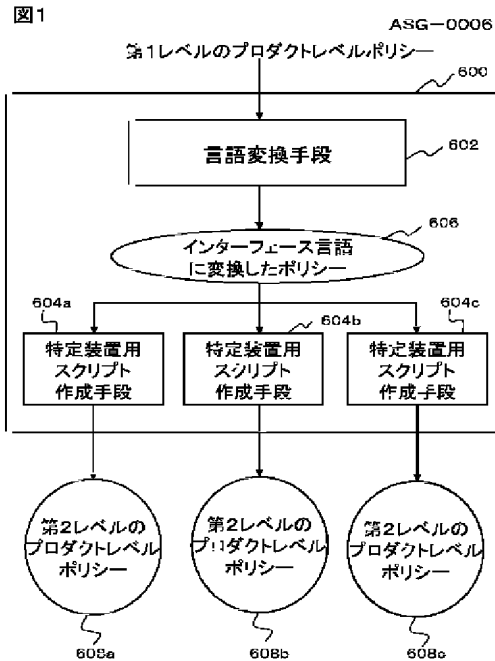 図1
ASG-0006
第1レベルのプロダクトレベルポリシー
600
言語変換手段
602
606
インターフェース言語
に変換したポリシー
604a
604b
604c
特定装置用
スクリプト
作成手段
特定装置用
スクリプト
作成手段
特定装置用
スクリプト
作成手段
第2レベルの
プロダクトレベル
ポリシー
第2レベルの
プロダクトレベル
ポリシー
第2レベルの
プロダクトレベル
ポリシー
608a
608b
608c